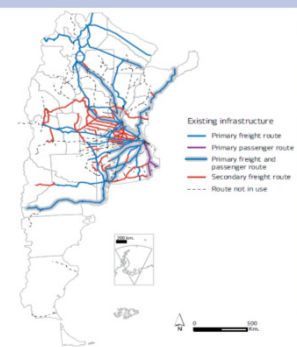 Existing infrastructure
Primary freight route
Primary passenger route
Primary freight and
passenger route
Secondary freight route
Route not in use
200 km.
N
0 500
Km.